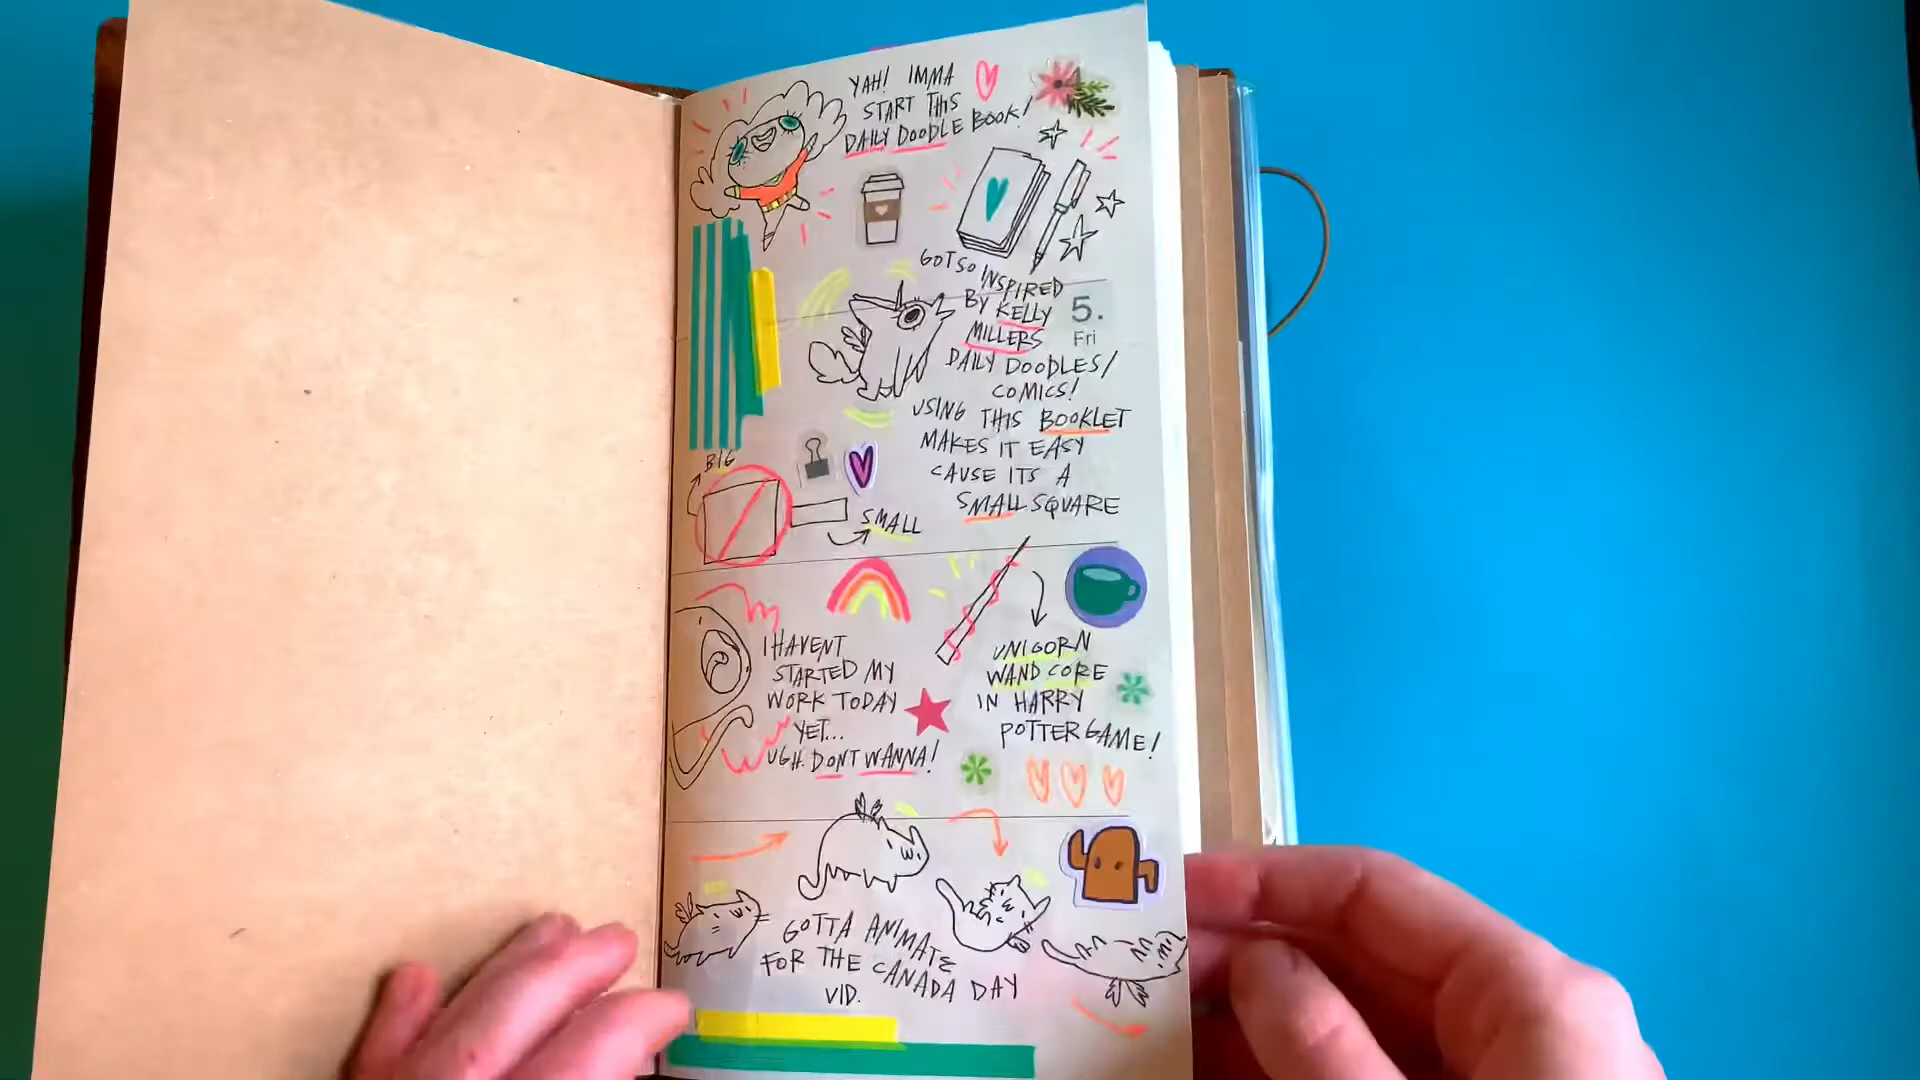 YAH! IMMA
START THIS
DAILY DOODLE BOOK!
GOT SO INSPIRED
BY KELLY
MILLERS
DAILY DOODLES/
COMICS!
5.
Fri
USING THIS BOOKLET
MAKES IT EASY
CAUSE ITS A
SMALL SQUARE
BIG
SMALL
I HAVENT
STARTED MY
WORK TODAY
YET...
UGH. DONT WANNA!
UNICORN
WAND CORE
IN HARRY
POTTER GAME!
GOTTA ANIMATE
FOR THE CANADA DAY
VID.